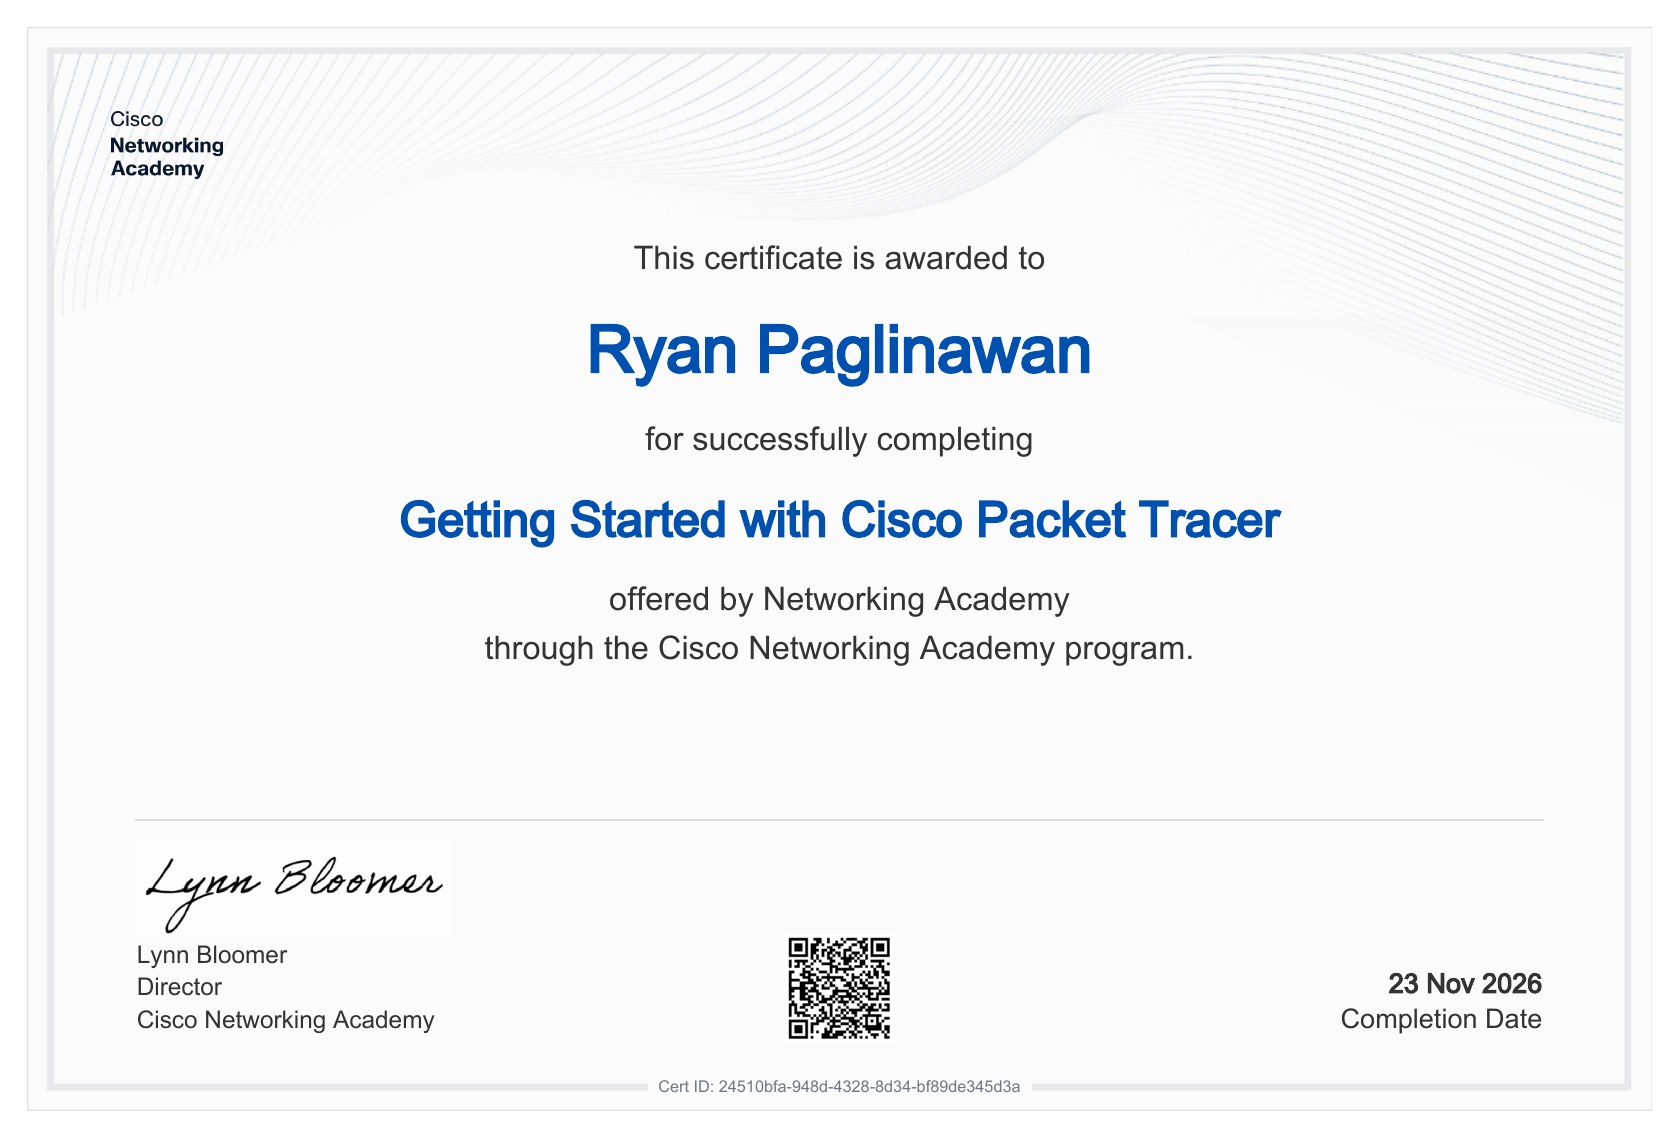 Cisco
Networking
Academy
This certificate is awarded to
Ryan Paglinawan
for successfully completing
Getting Started with Cisco Packet Tracer
offered by Networking Academy
through the Cisco Networking Academy program.
Lynn Bloomer
Lynn Bloomer
Director
Cisco Networking Academy
23 Nov 2026
Completion Date
Cert ID: 24510bfa-948d-4328-8d34-bf89de345d3a